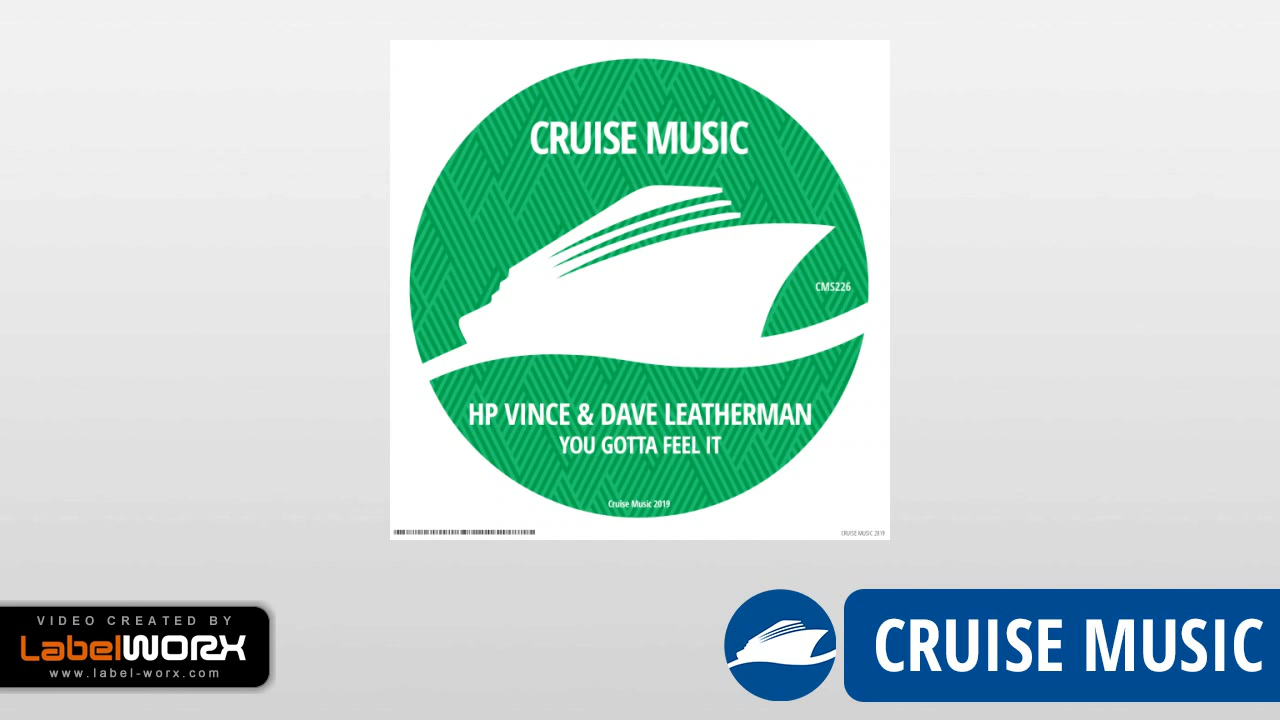 CRUISE MUSIC
CMS226
HP VINCE & DAVE LEATHERMAN
YOU GOTTA FEEL IT
Cruise Music 2019
CRUISE MUSIC 2019
VIDEO CREATED BY
LabelWORX
www.label-worx.com
CRUISE MUSIC